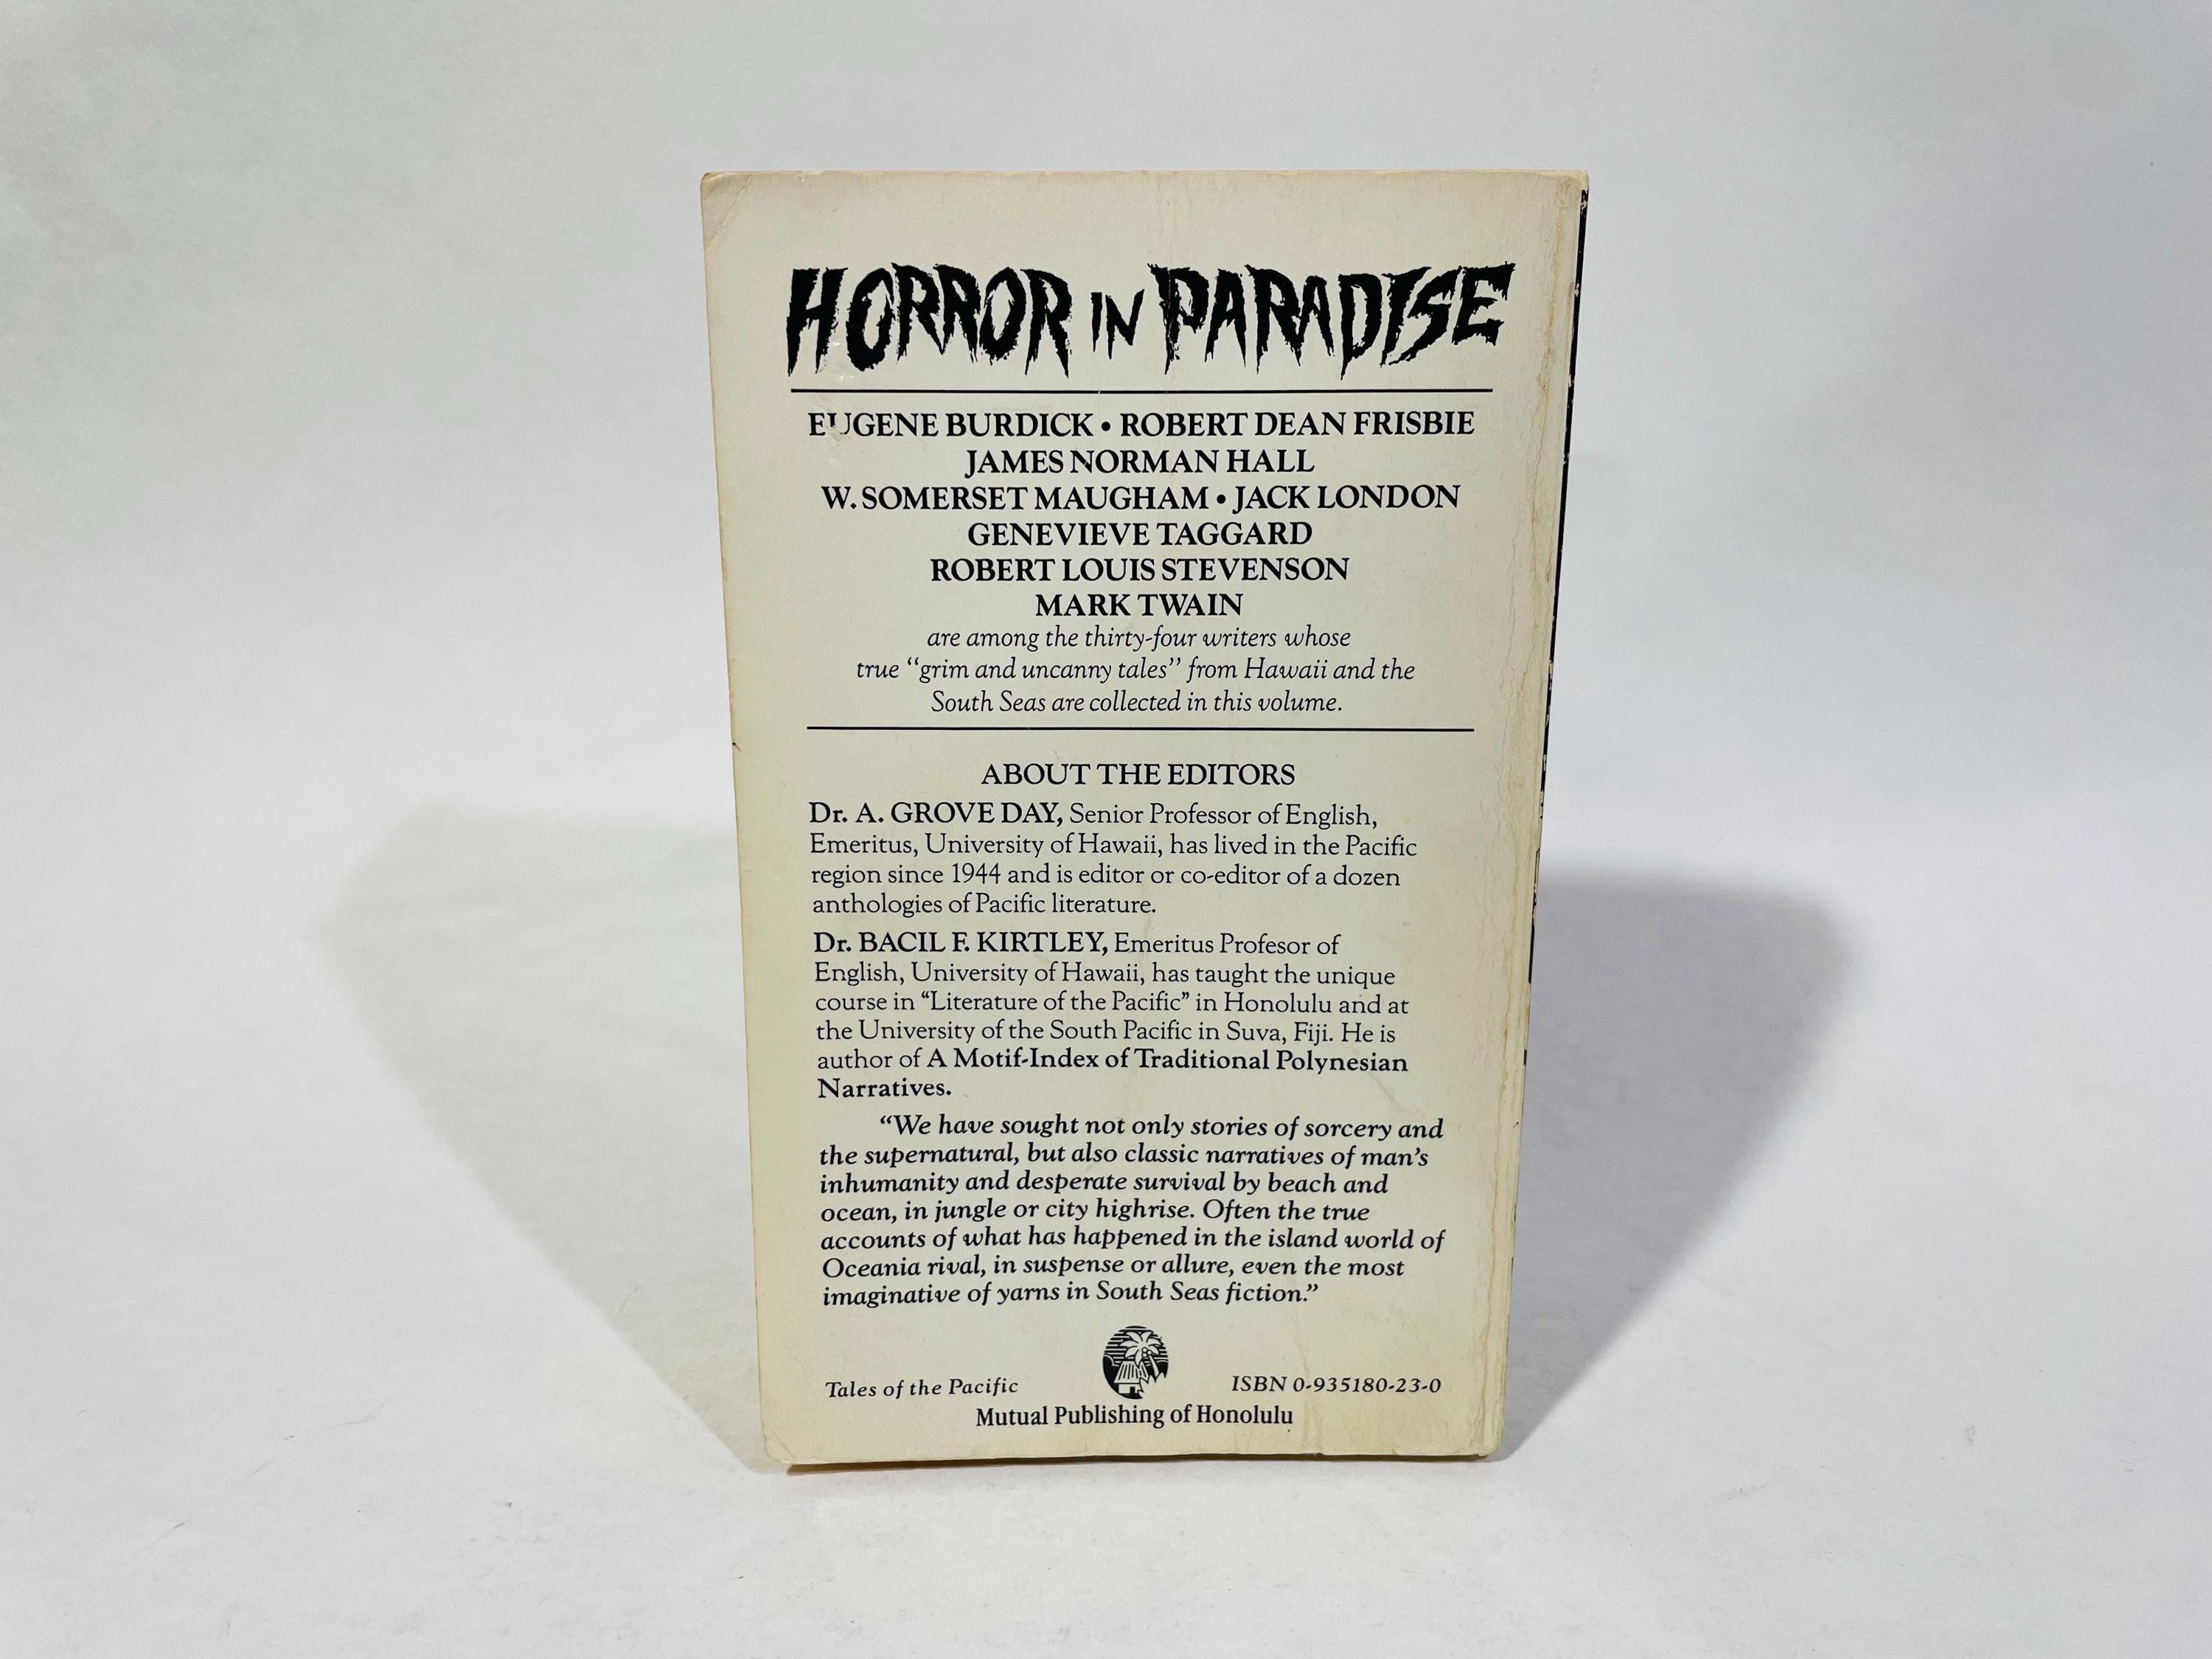 HORROR IN PARADISE
EUGENE BURDICK • ROBERT DEAN FRISBIE
JAMES NORMAN HALL
W. SOMERSET MAUGHAM • JACK LONDON
GENEVIEVE TAGGARD
ROBERT LOUIS STEVENSON
MARK TWAIN
are among the thirty-four writers whose
true "grim and uncanny tales" from Hawaii and the
South Seas are collected in this volume.
ABOUT THE EDITORS
Dr. A. GROVE DAY, Senior Professor of English,
Emeritus, University of Hawaii, has lived in the Pacific
region since 1944 and is editor or co-editor of a dozen
anthologies of Pacific literature.
Dr. BACIL F. KIRTLEY, Emeritus Profesor of
English, University of Hawaii, has taught the unique
course in “Literature of the Pacific” in Honolulu and at
the University of the South Pacific in Suva, Fiji. He is
author of A Motif-Index of Traditional Polynesian
Narratives.
“We have sought not only stories of sorcery and
the supernatural, but also classic narratives of man’s
inhumanity and desperate survival by beach and
ocean, in jungle or city highrise. Often the true
accounts of what has happened in the island world of
Oceania rival, in suspense or allure, even the most
imaginative of yarns in South Seas fiction.”
Tales of the Pacific
ISBN 0-935180-23-0
Mutual Publishing of Honolulu